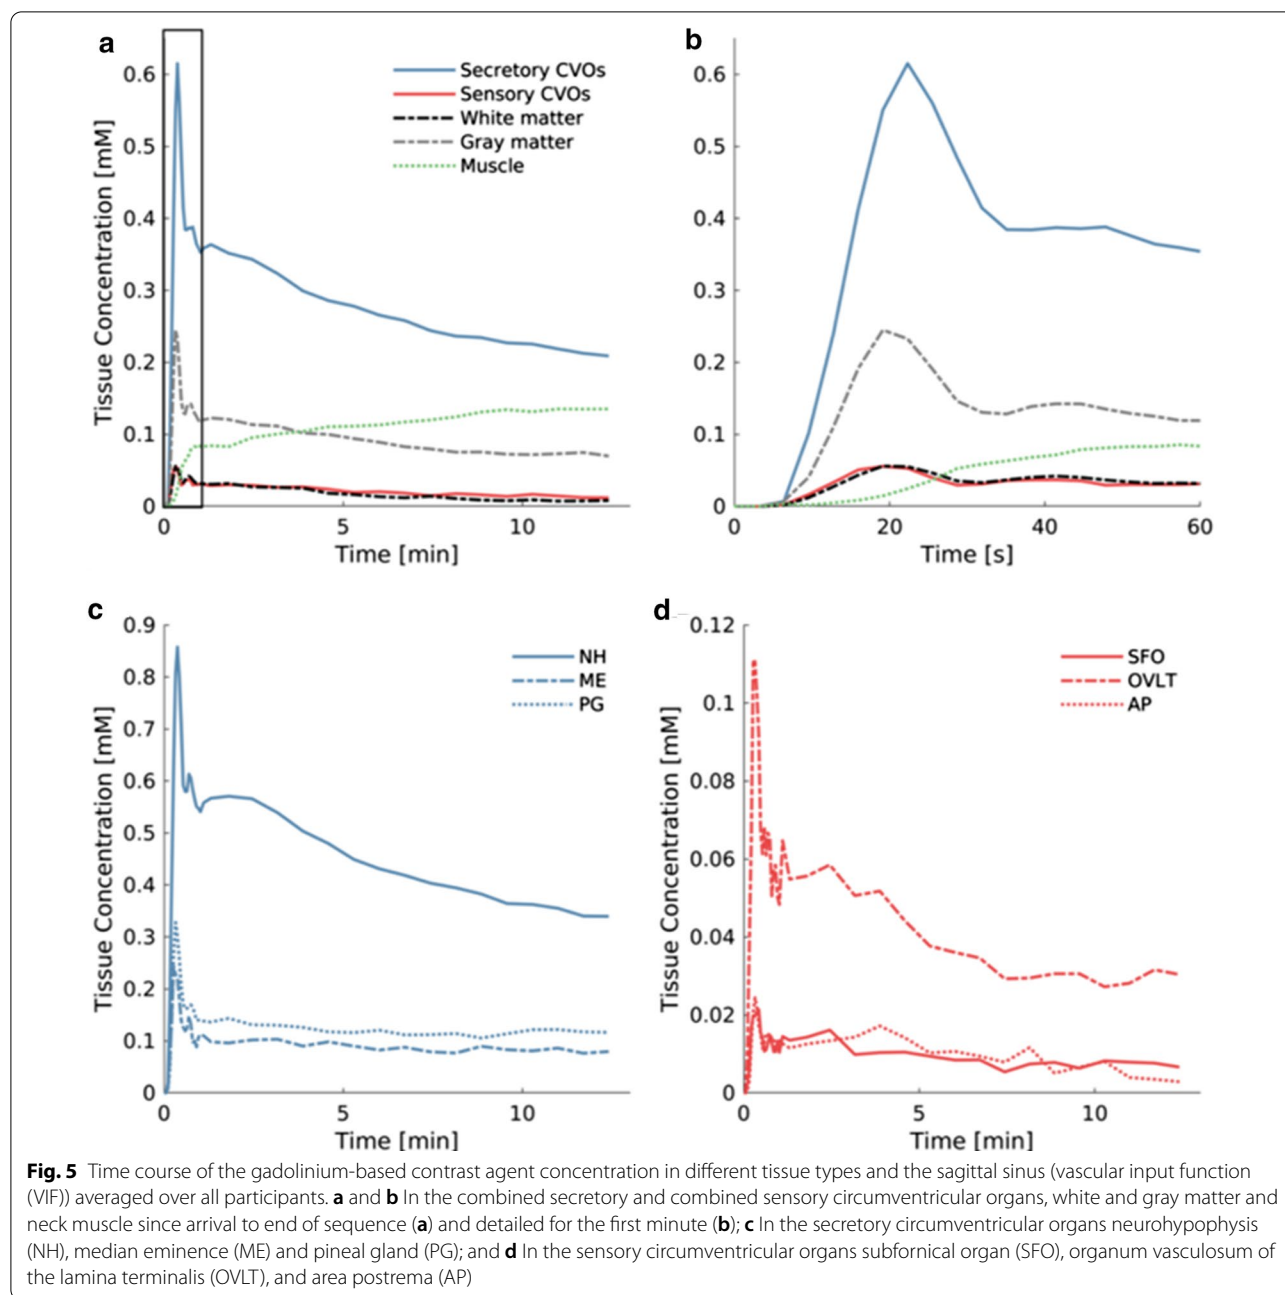 a
Tissue Concentration [mM]
0.6
0.5
0.4
0.3
0.2
0.1
0
0 5 10
Time [min]
Secretory CVOs
Sensory CVOs
White matter
Gray matter
Muscle
b
0.6
0.5
0.4
0.3
0.2
0.1
0
0 20 40 60
Time [s]
c
Tissue Concentration [mM]
0.9
0.8
0.7
0.6
0.5
0.4
0.3
0.2
0.1
0
0 5 10
Time [min]
NH
ME
PG
d
Tissue Concentration [mM]
0.12
0.1
0.08
0.06
0.04
0.02
0
0 5 10
Time [min]
SFO
OVLT
AP
Fig. 5 Time course of the gadolinium-based contrast agent concentration in different tissue types and the sagittal sinus (vascular input function
(VIF)) averaged over all participants. a and b In the combined secretory and combined sensory circumventricular organs, white and gray matter and
neck muscle since arrival to end of sequence (a) and detailed for the first minute (b); c In the secretory circumventricular organs neurohypophysis
(NH), median eminence (ME) and pineal gland (PG); and d In the sensory circumventricular organs subfornical organ (SFO), organum vasculosum of
the lamina terminalis (OVLT), and area postrema (AP)